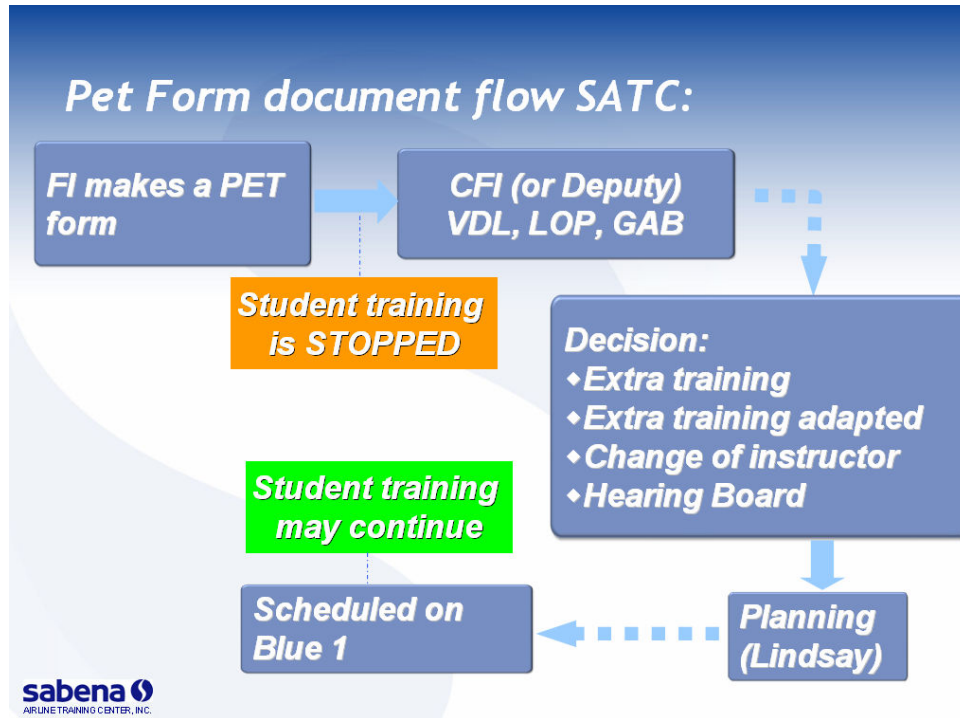 Pet Form document flow SATC:
FI makes a PET
form
CFI (or Deputy)
VDL, LOP, GAB
Student training
is STOPPED
Decision:
◆Extra training
◆Extra training adapted
◆Change of instructor
◆Hearing Board
Student training
may continue
Scheduled on
Blue 1
Planning
(Lindsay)
sabena
AIRLINE TRAINING CENTER, INC.